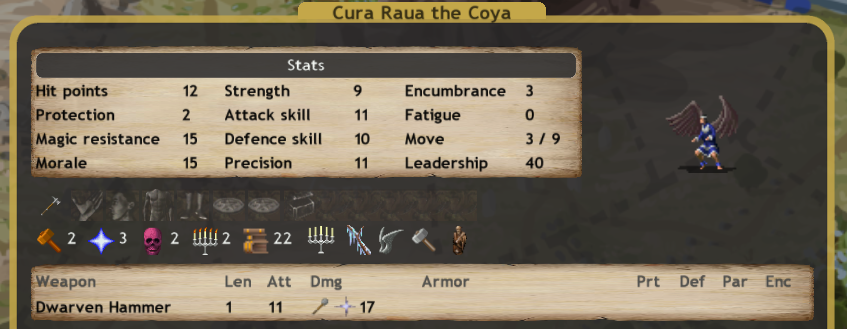 Cura Raua the Coya
Stats
Hit points 12 Strength 9 Encumbrance 3
Protection 2 Attack skill 11 Fatigue 0
Magic resistance 15 Defence skill 10 Move 3 / 9
Morale 15 Precision 11 Leadership 40
2 3 2 2 22
Weapon Len Att Dmg Armor Prt Def Par Enc
Dwarven Hammer 1 11 17